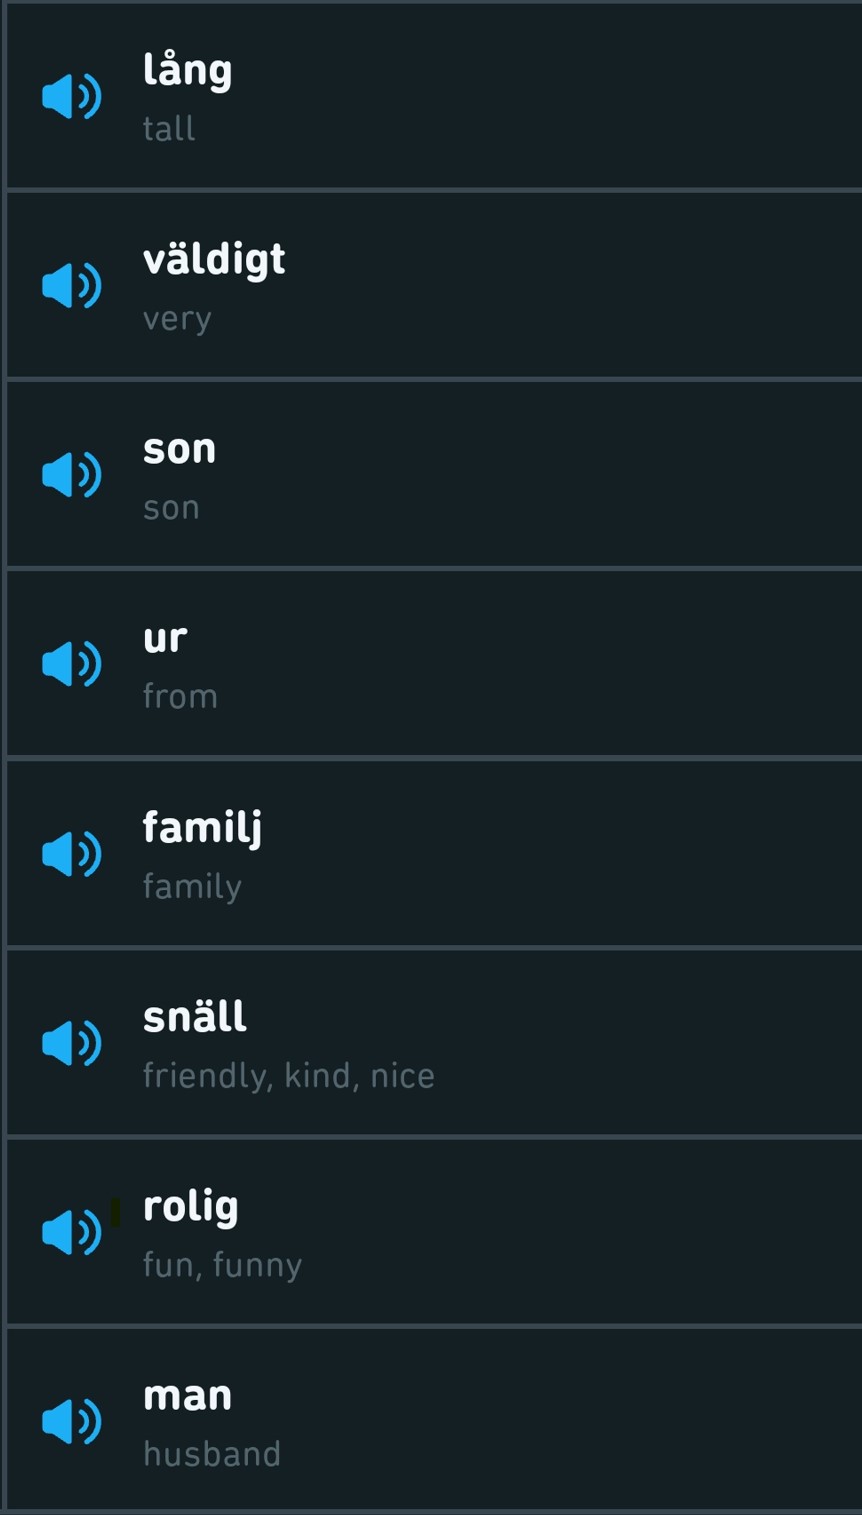 lång
tall
väldigt
very
son
son
ur
from
familj
family
snäll
friendly, kind, nice
rolig
fun, funny
man
husband